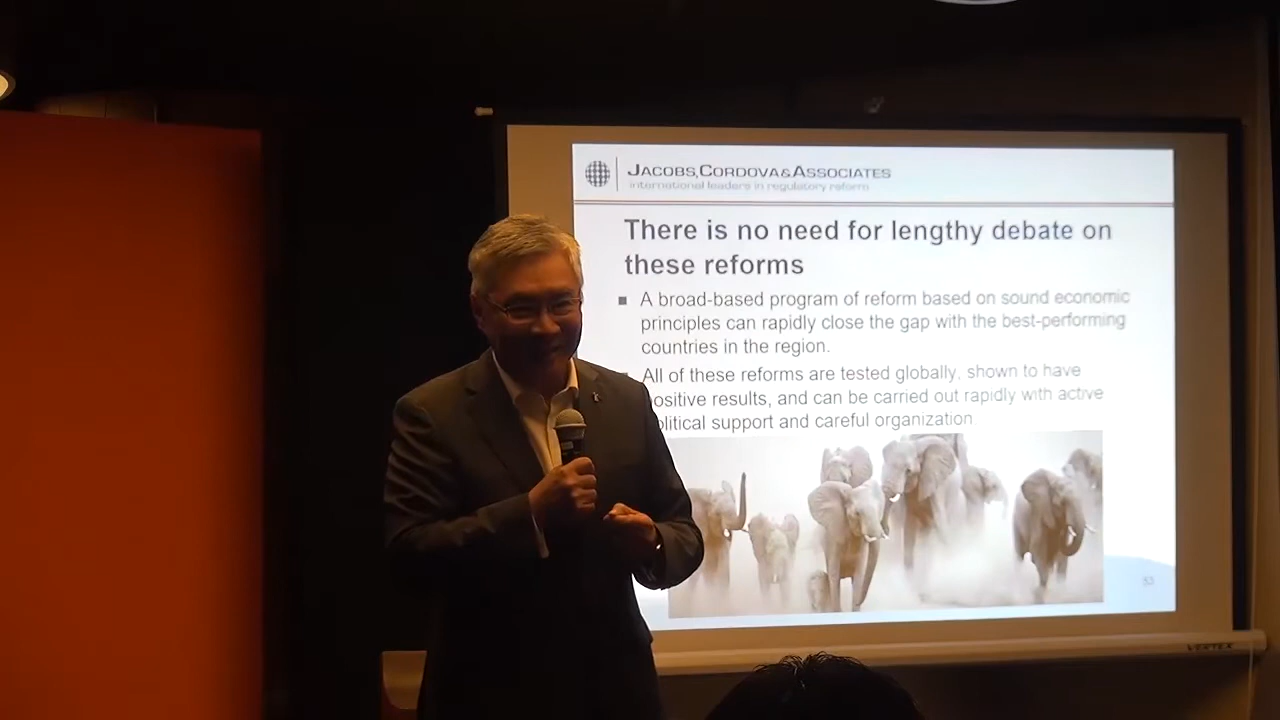 JACOBS, CORDOVA & ASSOCIATES
international leaders in regulatory reform
There is no need for lengthy debate on
these reforms
A broad-based program of reform based on sound economic
principles can rapidly close the gap with the best-performing
countries in the region.
All of these reforms are tested globally, shown to have
ositive results, and can be carried out rapidly with active
olitical support and careful organization
53
VERTEX